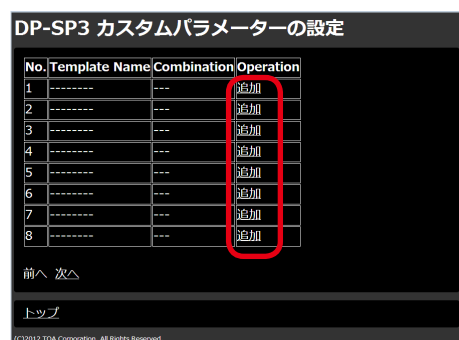 DP-SP3 カスタムパラメーターの設定
No. Template Name Combination Operation
1 -------- --- 追加
2 -------- --- 追加
3 -------- --- 追加
4 -------- --- 追加
5 -------- --- 追加
6 -------- --- 追加
7 -------- --- 追加
8 -------- --- 追加
前へ 次へ
トップ
(C)2012 TOA Corporation. All Rights Reserved.